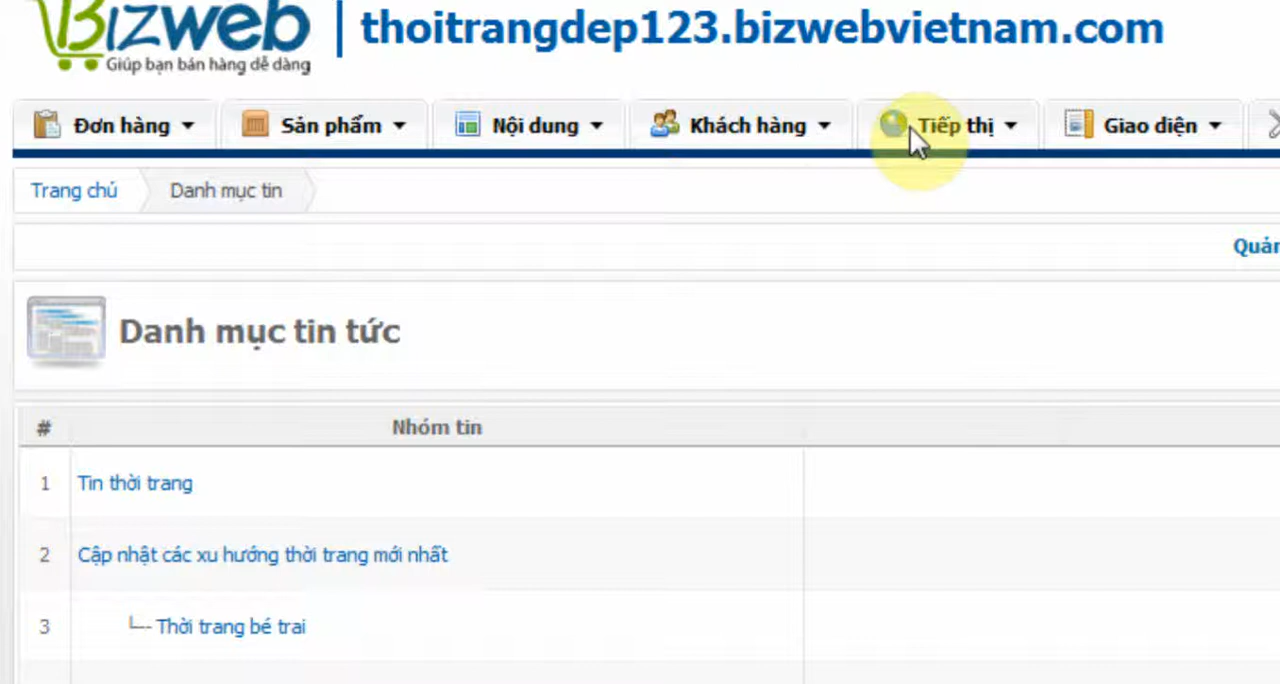 Bizweb
Giúp bạn bán hàng dễ dàng
thoitrangdep123.bizwebvietnam.com
Đơn hàng Sản phẩm Nội dung Khách hàng Tiếp thị Giao diện
Trang chủ Danh mục tin
Danh mục tin tức
# Nhóm tin
1 Tin thời trang
2 Cập nhật các xu hướng thời trang mới nhất
3 Thời trang bé trai